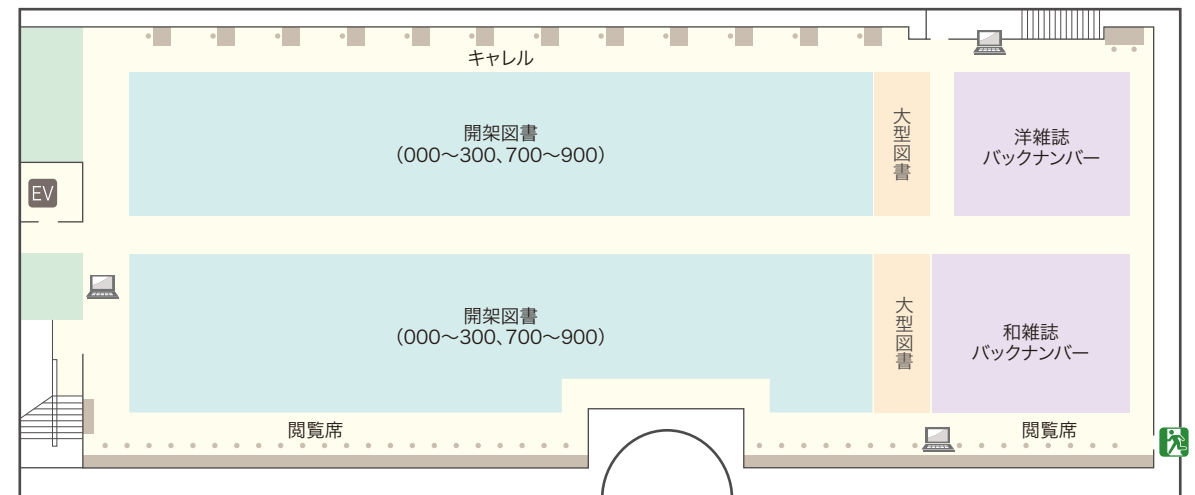 キャレル
開架図書
（000〜300、700〜900）
大型図書
洋雑誌
バックナンバー
EV
開架図書
（000〜300、700〜900）
大型図書
和雑誌
バックナンバー
閲覧席
閲覧席